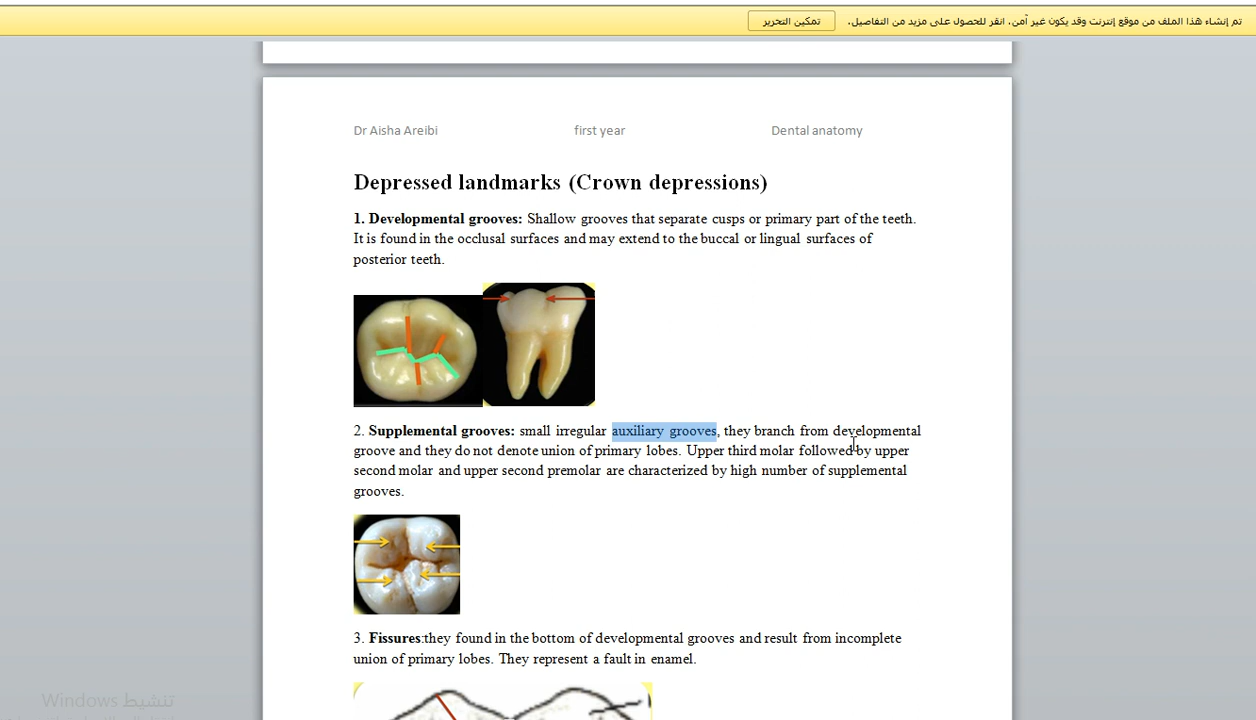 تم إنشاء هذا الملف من موقع إنترنت وقد يكون غير آمن. انقر للحصول على مزيد من التفاصيل.
تمكين التحرير
Dr Aisha Areibi first year Dental anatomy
Depressed landmarks (Crown depressions)
1. Developmental grooves: Shallow grooves that separate cusps or primary part of the teeth.
It is found in the occlusal surfaces and may extend to the buccal or lingual surfaces of
posterior teeth.
2. Supplemental grooves: small irregular auxiliary grooves, they branch from developmental
groove and they do not denote union of primary lobes. Upper third molar followed by upper
second molar and upper second premolar are characterized by high number of supplemental
grooves.
3. Fissures:they found in the bottom of developmental grooves and result from incomplete
union of primary lobes. They represent a fault in enamel.
تنشيط Windows